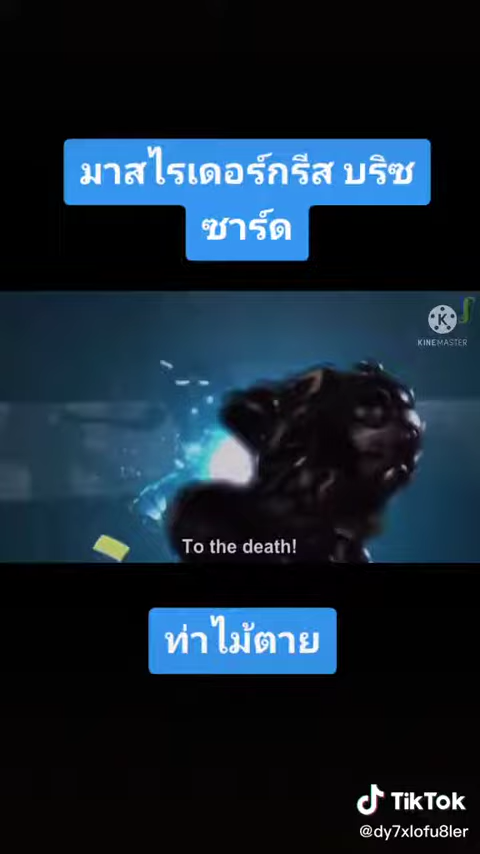 มาสไรเดอร์กรีส บริซ
ซาร์ด
KINEMASTER
To the death!
ท่าไม้ตาย
TikTok
@dy7xlofu8ler